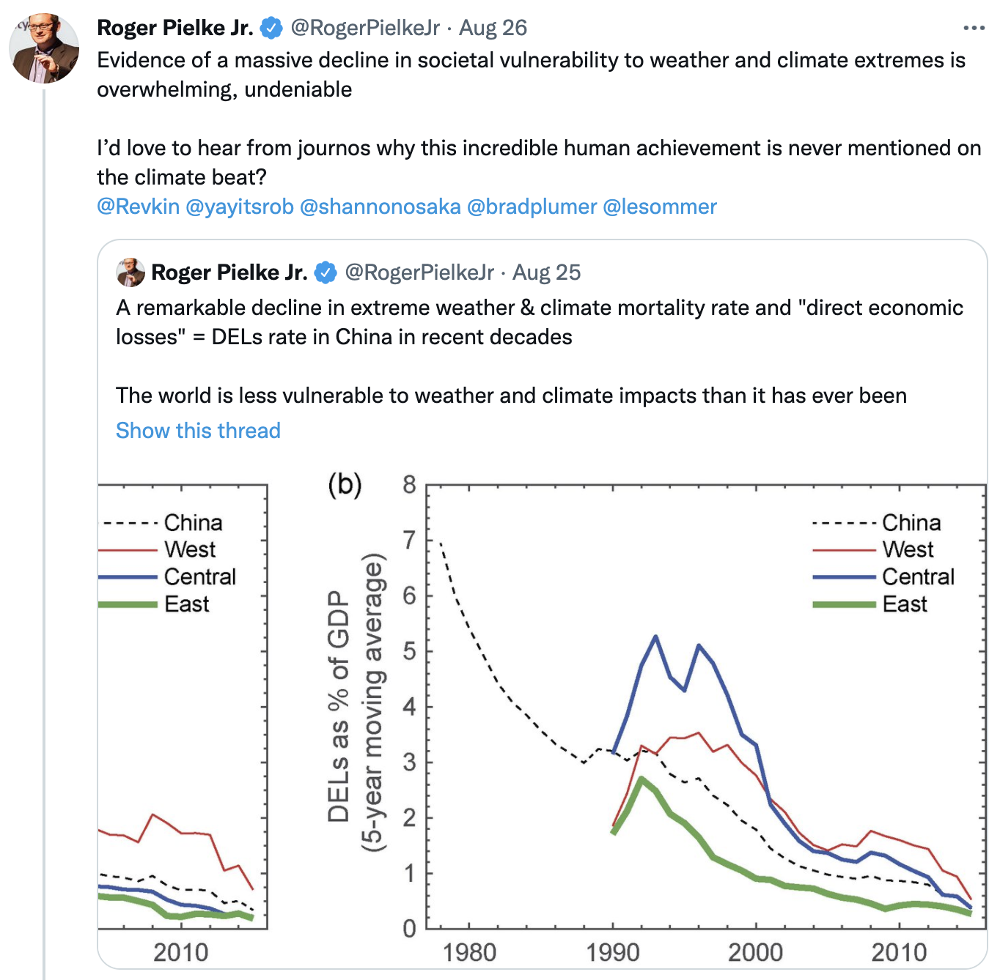 Roger Pielke Jr. @RogerPielkeJr · Aug 26
Evidence of a massive decline in societal vulnerability to weather and climate extremes is
overwhelming, undeniable
I’d love to hear from journos why this incredible human achievement is never mentioned on
the climate beat?
@Revkin @yayitsrob @shannonosaka @bradplumer @lesommer
Roger Pielke Jr. @RogerPielkeJr · Aug 25
A remarkable decline in extreme weather & climate mortality rate and "direct economic
losses" = DELs rate in China in recent decades
The world is less vulnerable to weather and climate impacts than it has ever been
Show this thread
China
West
Central
East
2010
(b)
DELs as % of GDP
(5-year moving average)
8
7
6
5
4
3
2
1
0
China
West
Central
East
1980 1990 2000 2010